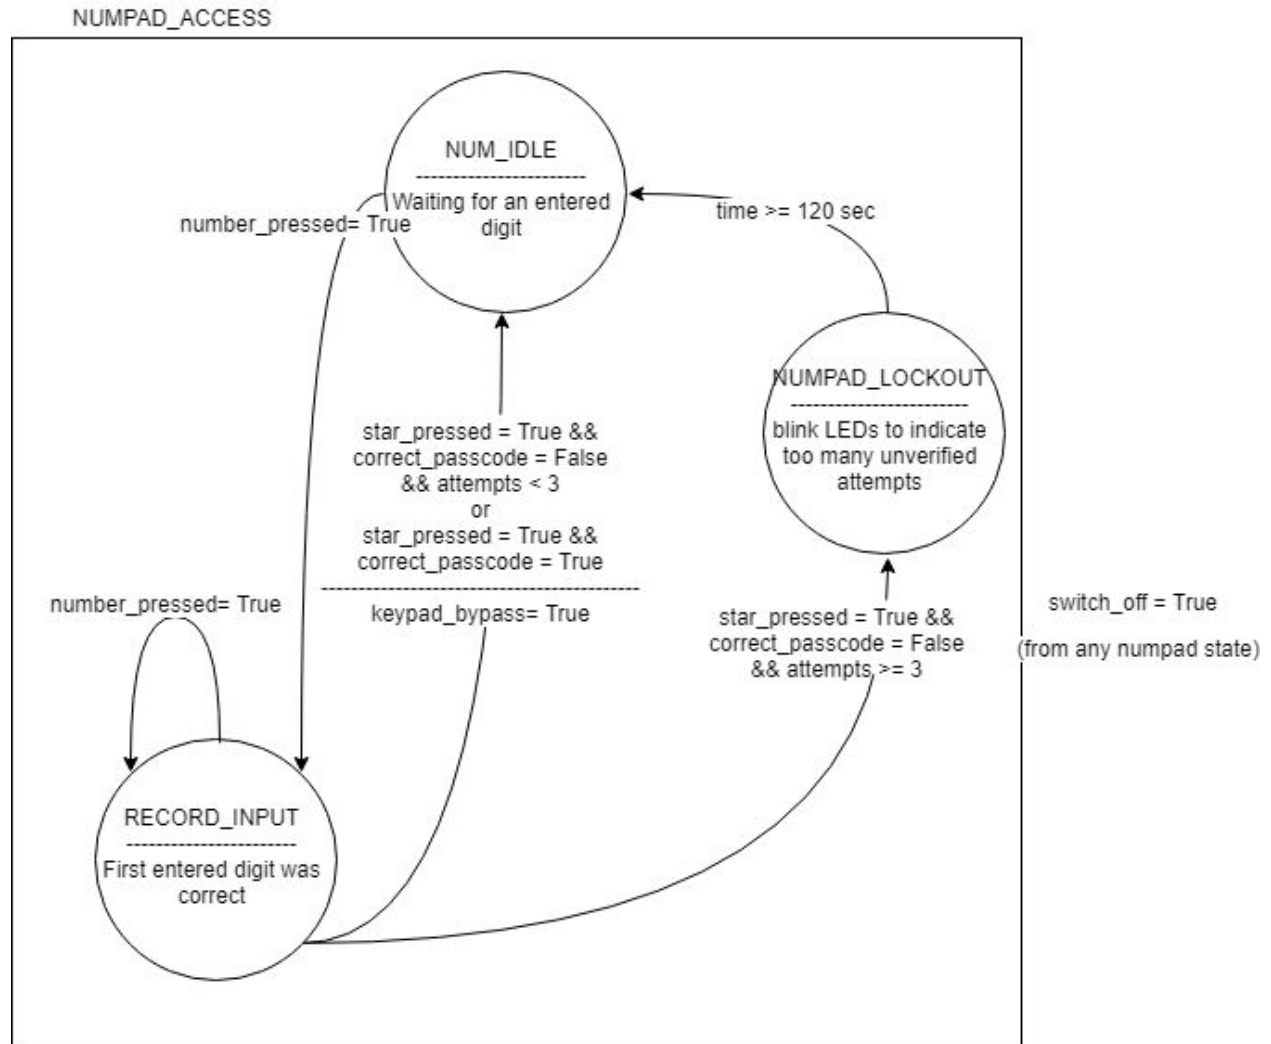 NUMPAD_ACCESS
NUM_IDLE
-----------------------
Waiting for an entered
digit
number_pressed= True
time >= 120 sec
NUMPAD_LOCKOUT
------------------------
blink LEDs to indicate
too many unverified
attempts
star_pressed = True &&
correct_passcode = False
&& attempts < 3
or
star_pressed = True &&
correct_passcode = True
-------------------------------------------
keypad_bypass= True
number_pressed= True
star_pressed = True &&
correct_passcode = False
&& attempts >= 3
switch_off = True
(from any numpad state)
RECORD_INPUT
-----------------------
First entered digit was
correct